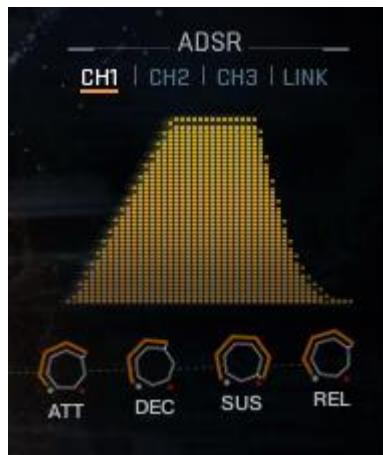 ADSR
CH1 | CH2 | CH3 | LINK
ATT DEC SUS REL